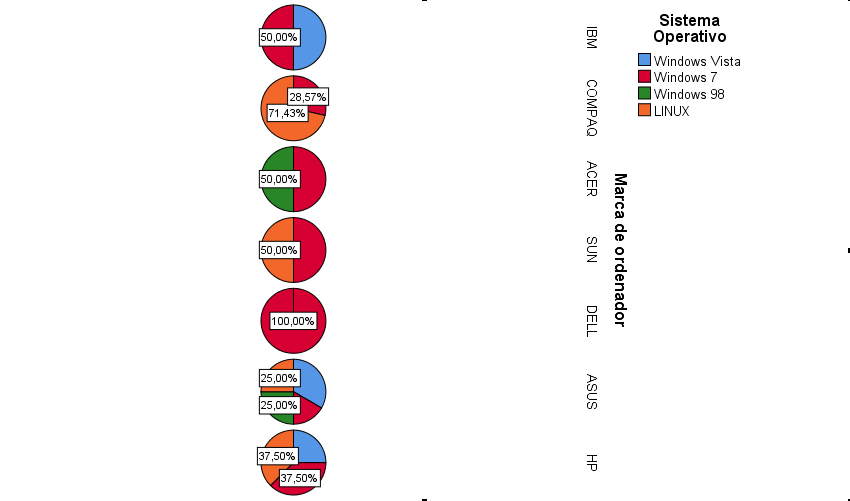 Sistema
Operativo
Windows Vista
Windows 7
Windows 98
LINUX
50,00%
IBM
28,57%
71,43%
COMPAQ
50,00%
ACER
50,00%
SUN
100,00%
DELL
25,00%
25,00%
ASUS
37,50%
37,50%
HP
Marca de ordenador